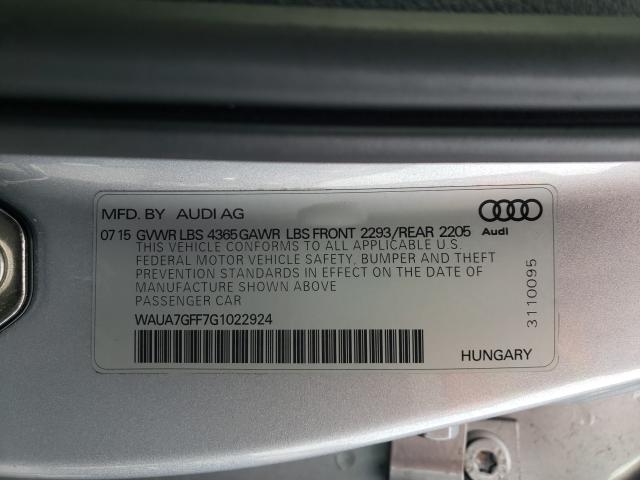 MFD. BY AUDI AG
07 15 GVWR LBS 4365 GAWR LBS FRONT 2293/REAR 2205
Audi
THIS VEHICLE CONFORMS TO ALL APPLICABLE U.S.
FEDERAL MOTOR VEHICLE SAFETY, BUMPER AND THEFT
PREVENTION STANDARDS IN EFFECT ON THE DATE OF
MANUFACTURE SHOWN ABOVE
PASSENGER CAR
WAUA7GFF7G1022924
HUNGARY
3110095